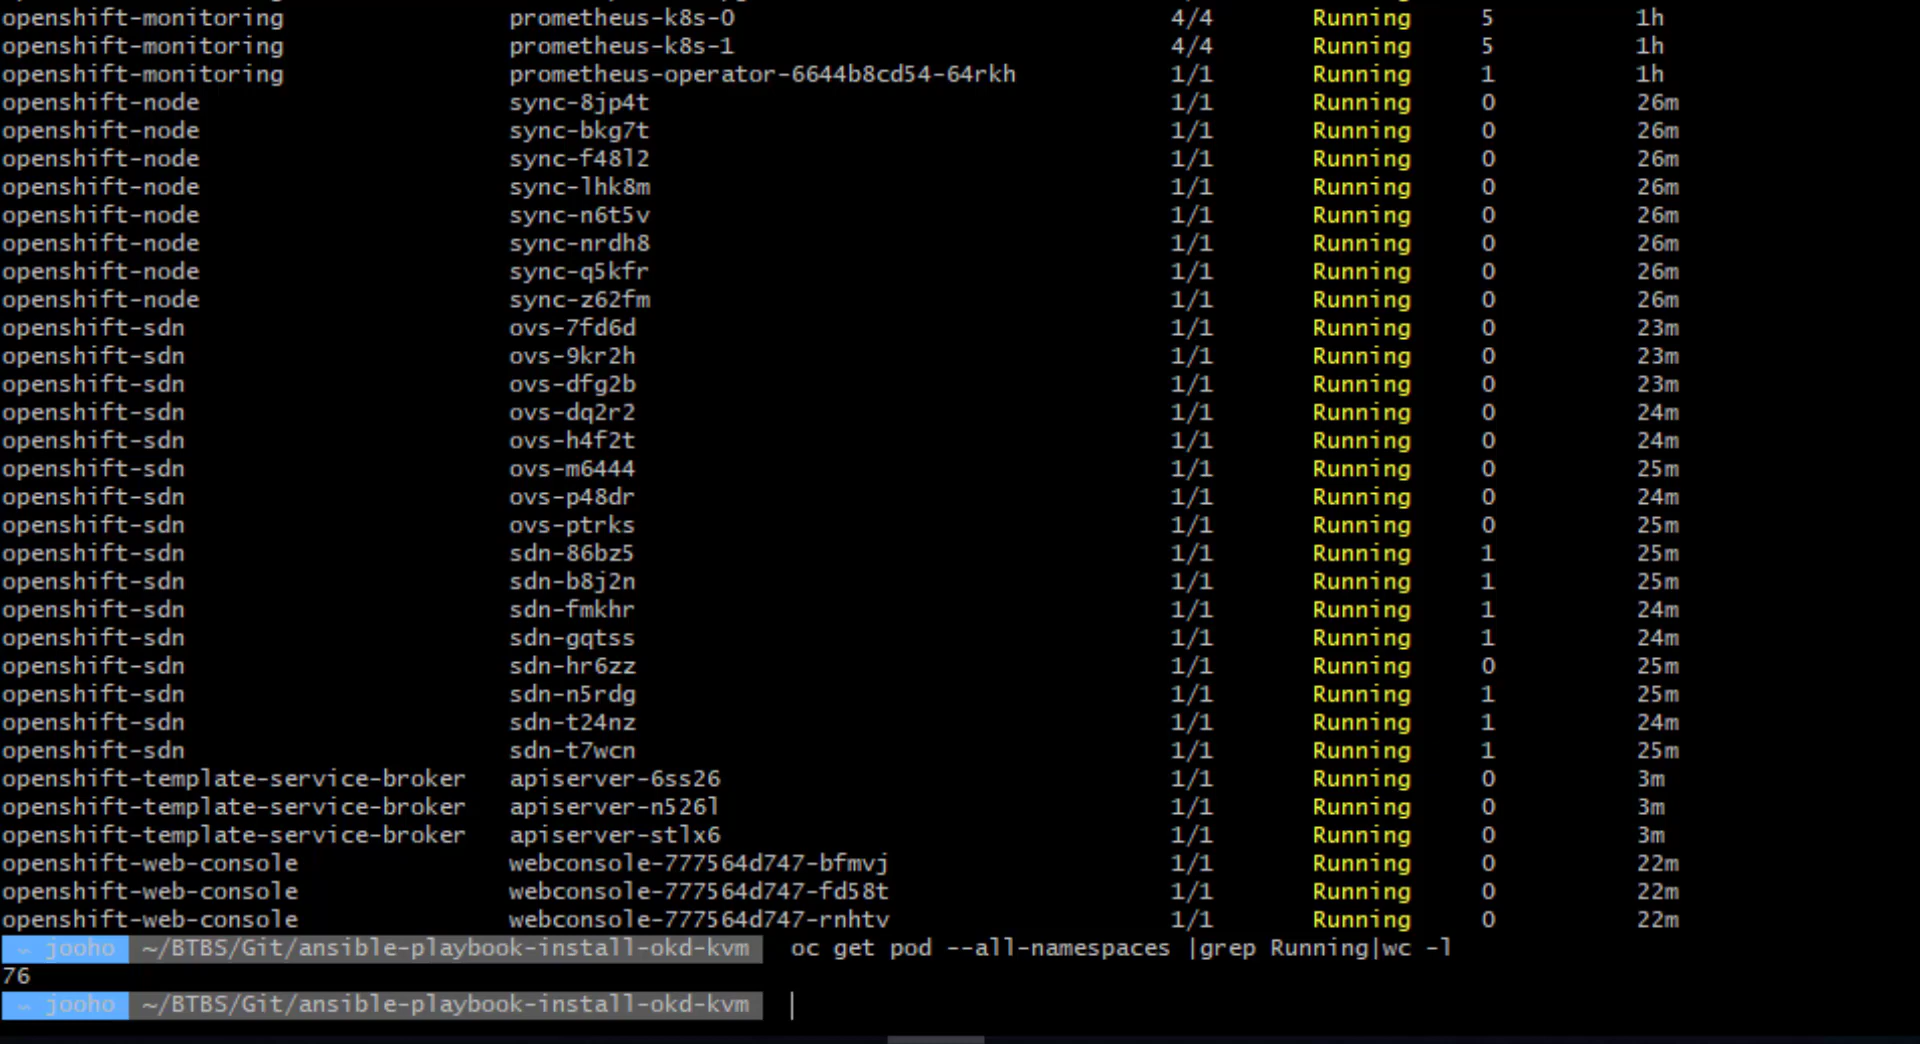 openshift-monitoring prometheus-k8s-0 4/4 Running 5 1h
openshift-monitoring prometheus-k8s-1 4/4 Running 5 1h
openshift-monitoring prometheus-operator-6644b8cd54-64rkh 1/1 Running 1 1h
openshift-node sync-8jp4t 1/1 Running 0 26m
openshift-node sync-bkg7t 1/1 Running 0 26m
openshift-node sync-f48l2 1/1 Running 0 26m
openshift-node sync-lhk8m 1/1 Running 0 26m
openshift-node sync-n6t5v 1/1 Running 0 26m
openshift-node sync-nrdh8 1/1 Running 0 26m
openshift-node sync-q5kfr 1/1 Running 0 26m
openshift-node sync-z62fm 1/1 Running 0 26m
openshift-sdn ovs-7fd6d 1/1 Running 0 23m
openshift-sdn ovs-9kr2h 1/1 Running 0 23m
openshift-sdn ovs-dfg2b 1/1 Running 0 23m
openshift-sdn ovs-dq2r2 1/1 Running 0 24m
openshift-sdn ovs-h4f2t 1/1 Running 0 24m
openshift-sdn ovs-m6444 1/1 Running 0 25m
openshift-sdn ovs-p48dr 1/1 Running 0 24m
openshift-sdn ovs-ptrks 1/1 Running 0 25m
openshift-sdn sdn-86bz5 1/1 Running 1 25m
openshift-sdn sdn-b8j2n 1/1 Running 1 25m
openshift-sdn sdn-fmkhr 1/1 Running 1 24m
openshift-sdn sdn-gqtss 1/1 Running 1 24m
openshift-sdn sdn-hr6zz 1/1 Running 0 25m
openshift-sdn sdn-n5rdg 1/1 Running 1 25m
openshift-sdn sdn-t24nz 1/1 Running 1 24m
openshift-sdn sdn-t7wcn 1/1 Running 1 25m
openshift-template-service-broker apiserver-6ss26 1/1 Running 0 3m
openshift-template-service-broker apiserver-n526l 1/1 Running 0 3m
openshift-template-service-broker apiserver-stlx6 1/1 Running 0 3m
openshift-web-console webconsole-777564d747-bfmvj 1/1 Running 0 22m
openshift-web-console webconsole-777564d747-fd58t 1/1 Running 0 22m
openshift-web-console webconsole-777564d747-rnhtv 1/1 Running 0 22m
~ jooho ~/BTBS/Git/ansible-playbook-install-okd-kvm oc get pod --all-namespaces |grep Running|wc -l
76
~ jooho ~/BTBS/Git/ansible-playbook-install-okd-kvm